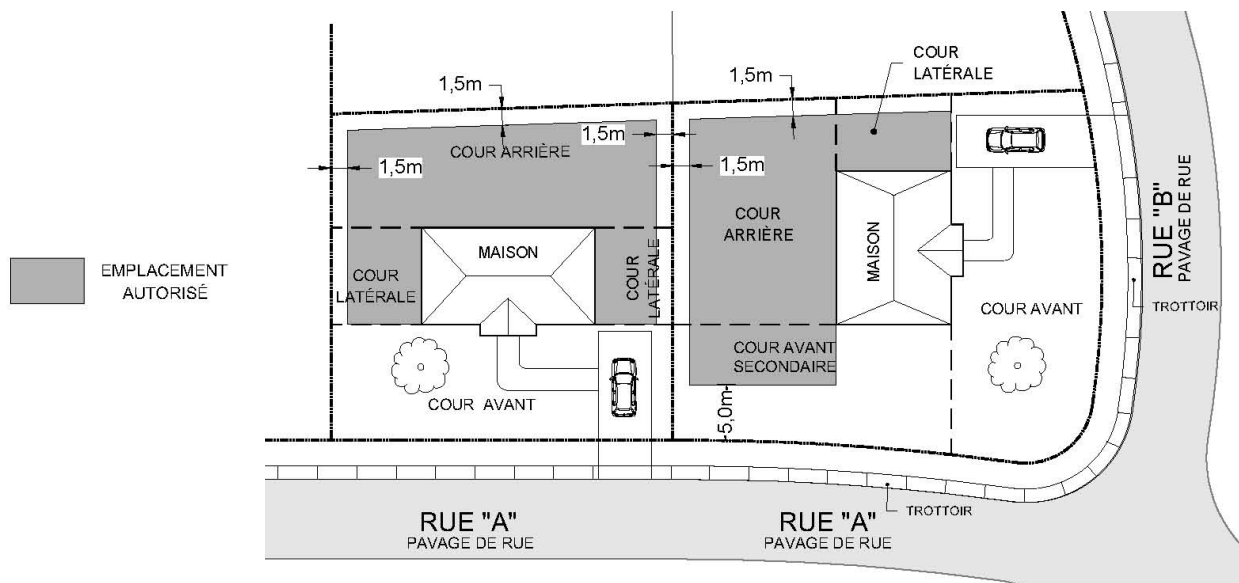 COUR
LATÉRALE
1,5m
1,5m
1,5m
COUR ARRIÈRE
1,5m
1,5m
COUR
ARRIÈRE
MAISON
MAISON
RUE "B"
PAVAGE DE RUE
EMPLACEMENT
AUTORISÉ
COUR
LATÉRALE
COUR
LATÉRALE
TROTTOIR
COUR AVANT
COUR AVANT
SECONDAIRE
COUR AVANT
5,0m
TROTTOIR
RUE "A"
PAVAGE DE RUE
RUE "A"
PAVAGE DE RUE